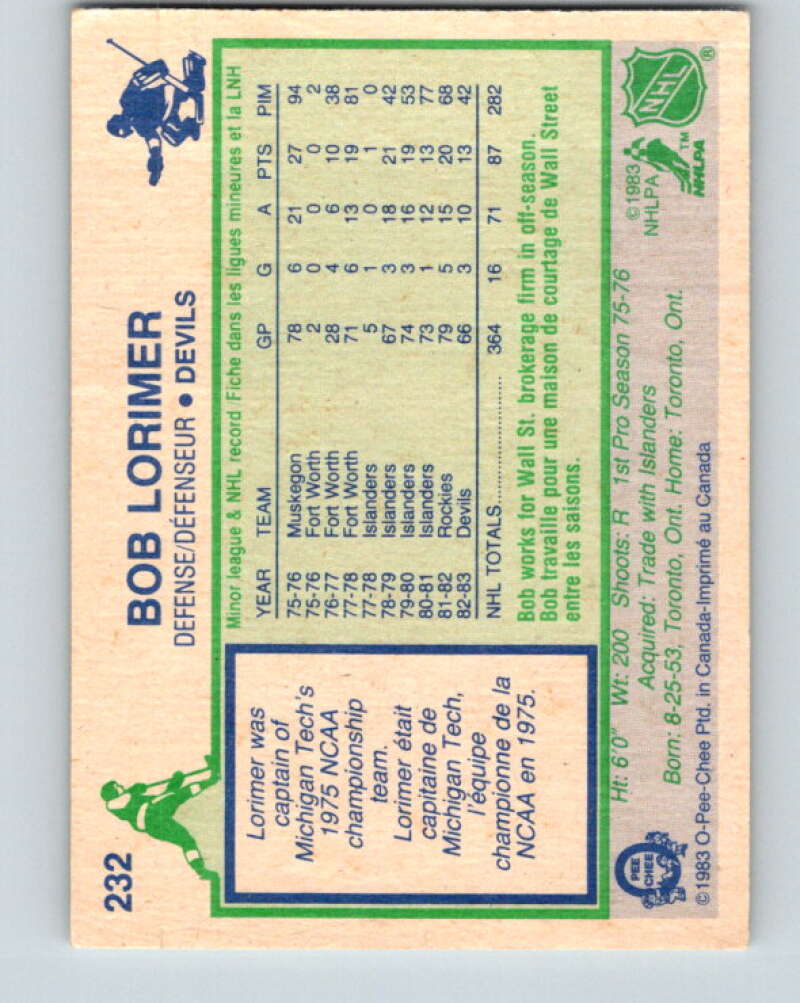 232
BOB LORIMER
DEFENSE/DÉFENSEUR • DEVILS
Lorimer was
captain of
Michigan Tech's
1975 NCAA
championship
team.
Lorimer était
capitaine de
Michigan Tech,
l'équipe
championne de la
NCAA en 1975.
Minor league & NHL record/Fiche dans les ligues mineures et la LNH
YEAR TEAM GP G A PTS PIM
75-76 Muskegon 78 6 21 27 94
75-76 Fort Worth 2 0 0 0 2
76-77 Fort Worth 28 4 6 10 38
77-78 Fort Worth 71 6 13 19 81
77-78 Islanders 5 1 0 1 0
78-79 Islanders 67 3 18 21 42
79-80 Islanders 74 3 16 19 53
80-81 Islanders 73 1 12 13 77
81-82 Rockies 79 5 15 20 68
82-83 Devils 66 3 10 13 42
NHL TOTALS.......................... 364 16 71 87 282
Bob works for Wall St. brokerage firm in off-season.
Bob travaille pour une maison de courtage de Wall Street
entre les saisons.
Ht: 6'0" Wt: 200 Shoots: R 1st Pro Season 75-76
Acquired: Trade with Islanders
Born: 8-25-53, Toronto, Ont. Home: Toronto, Ont.
©1983 O-Pee-Chee Ptd. in Canada-Imprimé au Canada
O PEE CHEE
©1983
NHLPA
NHLPA
TM
NHL
®